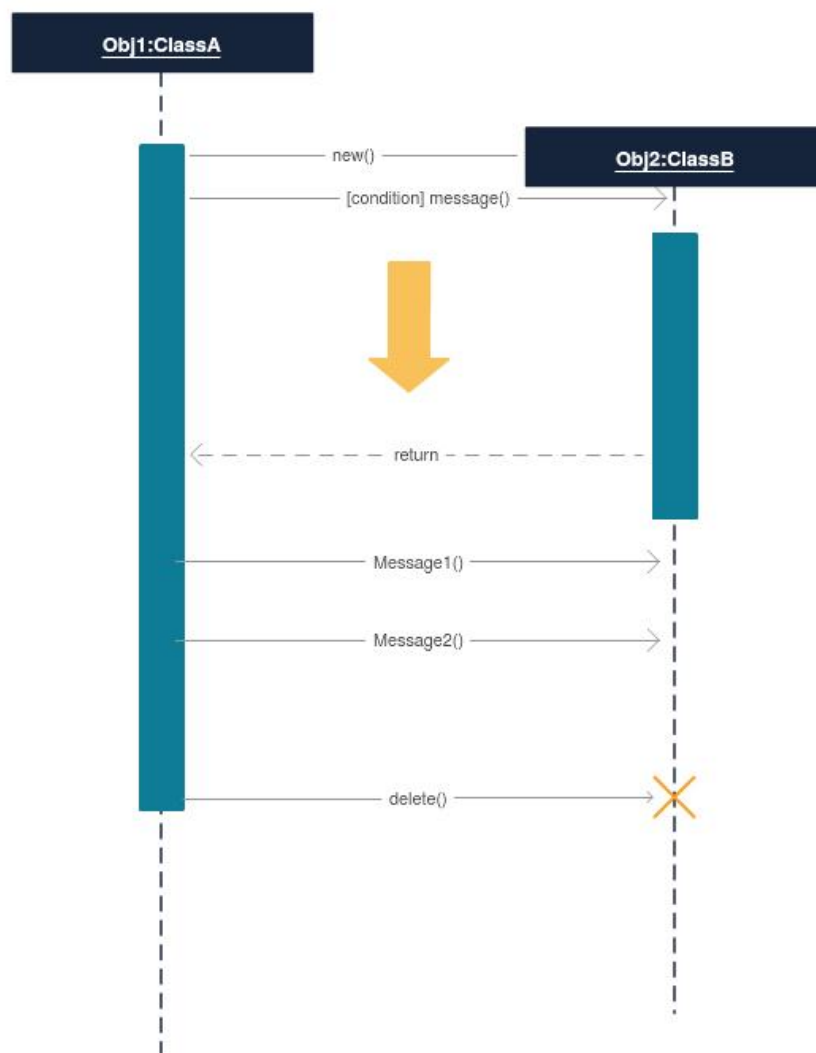 Obj1:ClassA
new()
Obj2:ClassB
[condition] message()
return
Message1()
Message2()
delete()